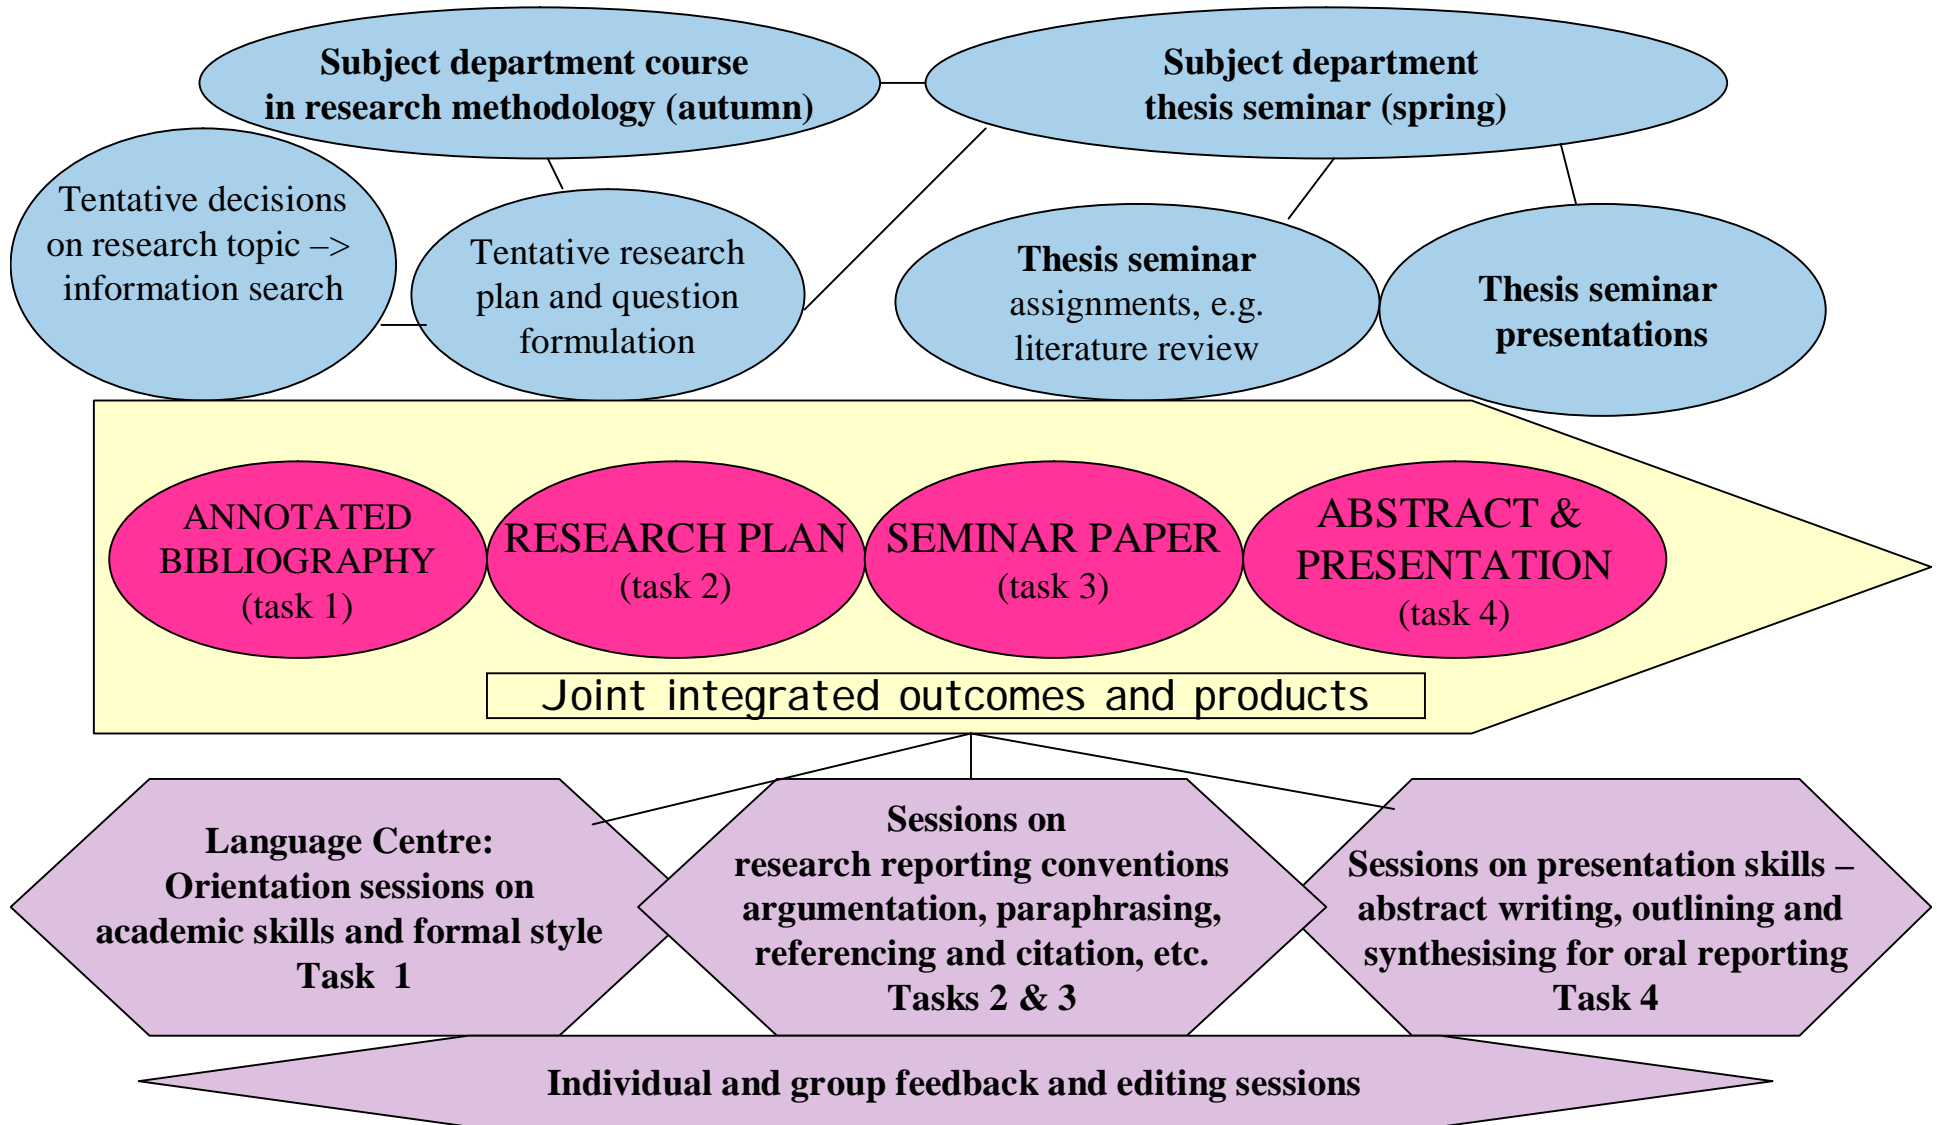 Subject department course
in research methodology (autumn)
Subject department
thesis seminar (spring)
Tentative decisions
on research topic –>
information search
Tentative research
plan and question
formulation
Thesis seminar
assignments, e.g.
literature review
Thesis seminar
presentations
ANNOTATED
BIBLIOGRAPHY
(task 1)
RESEARCH PLAN
(task 2)
SEMINAR PAPER
(task 3)
ABSTRACT &
PRESENTATION
(task 4)
Joint integrated outcomes and products
Language Centre:
Orientation sessions on
academic skills and formal style
Task 1
Sessions on
research reporting conventions
argumentation, paraphrasing,
referencing and citation, etc.
Tasks 2 & 3
Sessions on presentation skills –
abstract writing, outlining and
synthesising for oral reporting
Task 4
Individual and group feedback and editing sessions